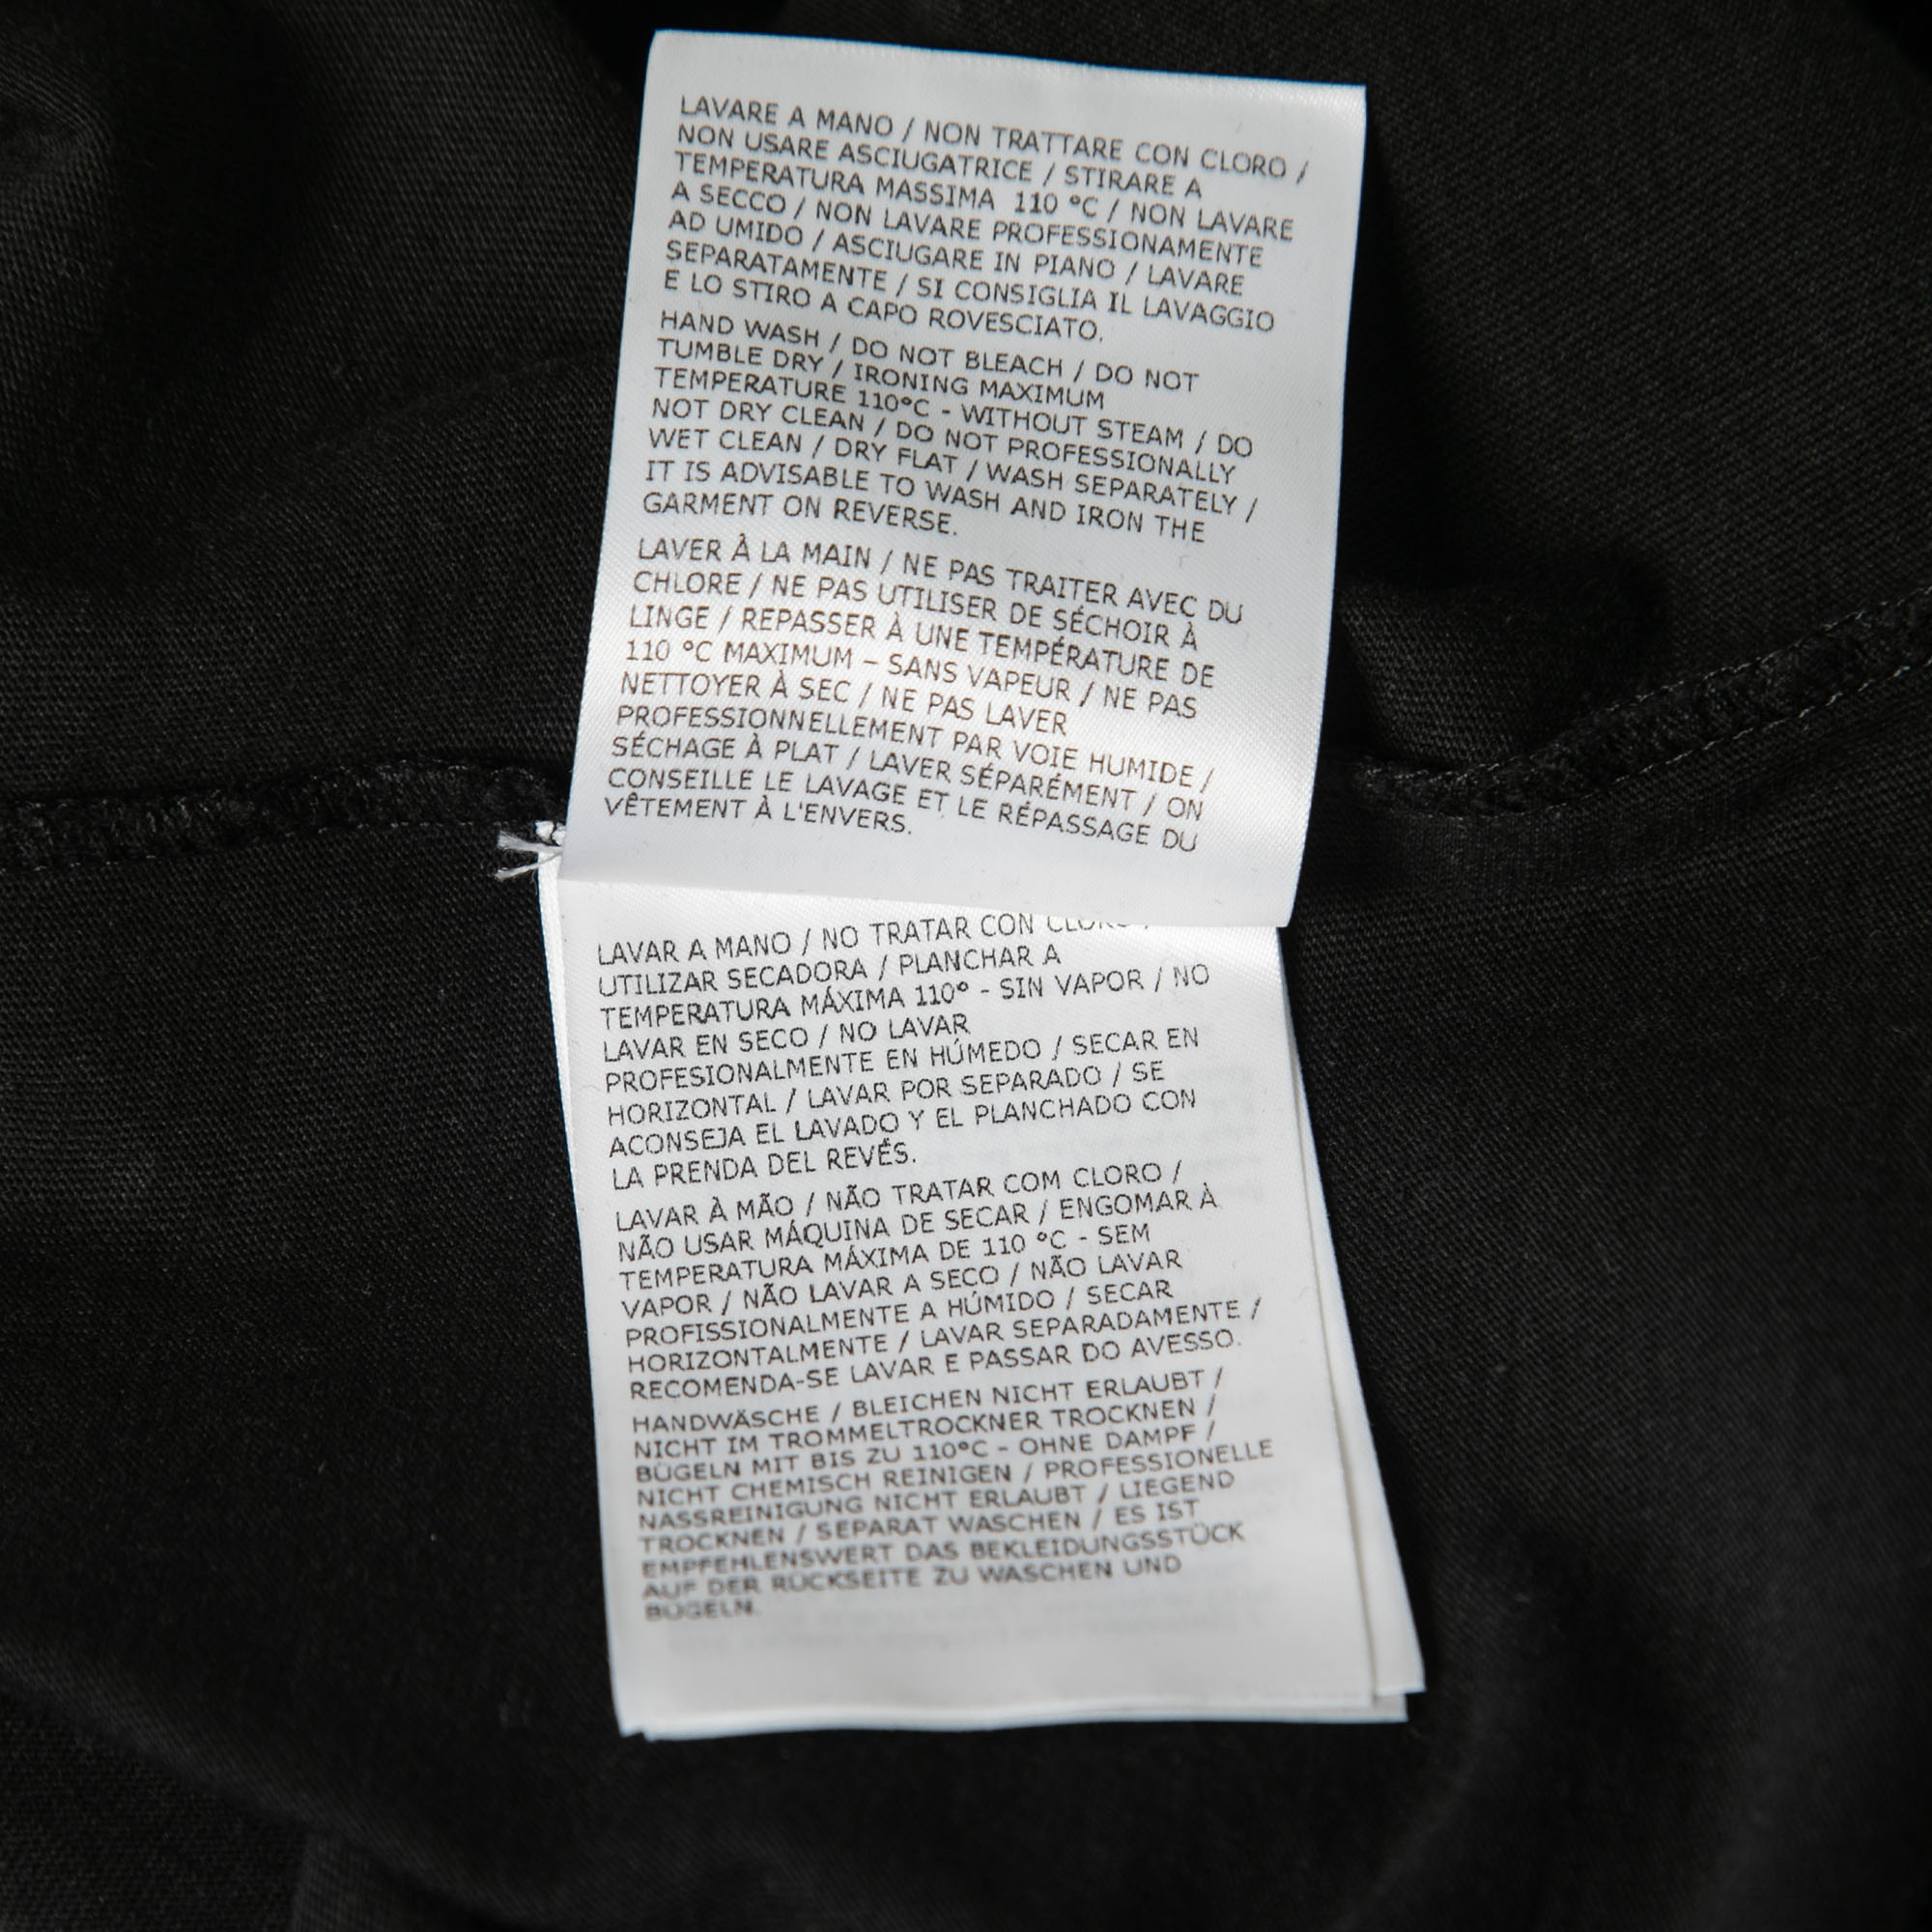 LAVARE A MANO / NON TRATTARE CON CLORO /
NON USARE ASCIUGATRICE / STIRARE A
TEMPERATURA MASSIMA 110 °C / NON LAVARE
A SECCO / NON LAVARE PROFESSIONAMENTE
AD UMIDO / ASCIUGARE IN PIANO / LAVARE
SEPARATAMENTE / SI CONSIGLIA IL LAVAGGIO
E LO STIRO A CAPO ROVESCIATO.
HAND WASH / DO NOT BLEACH / DO NOT
TUMBLE DRY / IRONING MAXIMUM
TEMPERATURE 110°C - WITHOUT STEAM / DO
NOT DRY CLEAN / DO NOT PROFESSIONALLY
WET CLEAN / DRY FLAT / WASH SEPARATELY /
IT IS ADVISABLE TO WASH AND IRON THE
GARMENT ON REVERSE.
LAVER À LA MAIN / NE PAS TRAITER AVEC DU
CHLORE / NE PAS UTILISER DE SÉCHOIR À
LINGE / REPASSER À UNE TEMPÉRATURE DE
110 °C MAXIMUM – SANS VAPEUR / NE PAS
NETTOYER À SEC / NE PAS LAVER
PROFESSIONNELLEMENT PAR VOIE HUMIDE /
SÉCHAGE À PLAT / LAVER SÉPARÉMENT / ON
CONSEILLE LE LAVAGE ET LE RÉPASSAGE DU
VÊTEMENT À L'ENVERS.
LAVAR A MANO / NO TRATAR CON CLORO /
UTILIZAR SECADORA / PLANCHAR A
TEMPERATURA MÁXIMA 110° - SIN VAPOR / NO
LAVAR EN SECO / NO LAVAR
PROFESIONALMENTE EN HÚMEDO / SECAR EN
HORIZONTAL / LAVAR POR SEPARADO / SE
ACONSEJA EL LAVADO Y EL PLANCHADO CON
LA PRENDA DEL REVÉS.
LAVAR À MÃO / NÃO TRATAR COM CLORO /
NÃO USAR MÁQUINA DE SECAR / ENGOMAR À
TEMPERATURA MÁXIMA DE 110 °C - SEM
VAPOR / NÃO LAVAR A SECO / NÃO LAVAR
PROFISSIONALMENTE A HÚMIDO / SECAR
HORIZONTALMENTE / LAVAR SEPARADAMENTE /
RECOMENDA-SE LAVAR E PASSAR DO AVESSO.
HANDWÄSCHE / BLEICHEN NICHT ERLAUBT /
NICHT IM TROMMELTROCKNER TROCKNEN /
BÜGELN MIT BIS ZU 110°C - OHNE DAMPF /
NICHT CHEMISCH REINIGEN / PROFESSIONELLE
NASSREINIGUNG NICHT ERLAUBT / LIEGEND
TROCKNEN / SEPARAT WASCHEN / ES IST
EMPFEHLENSWERT DAS BEKLEIDUNGSSTÜCK
AUF DER RÜCKSEITE ZU WASCHEN UND
BÜGELN.